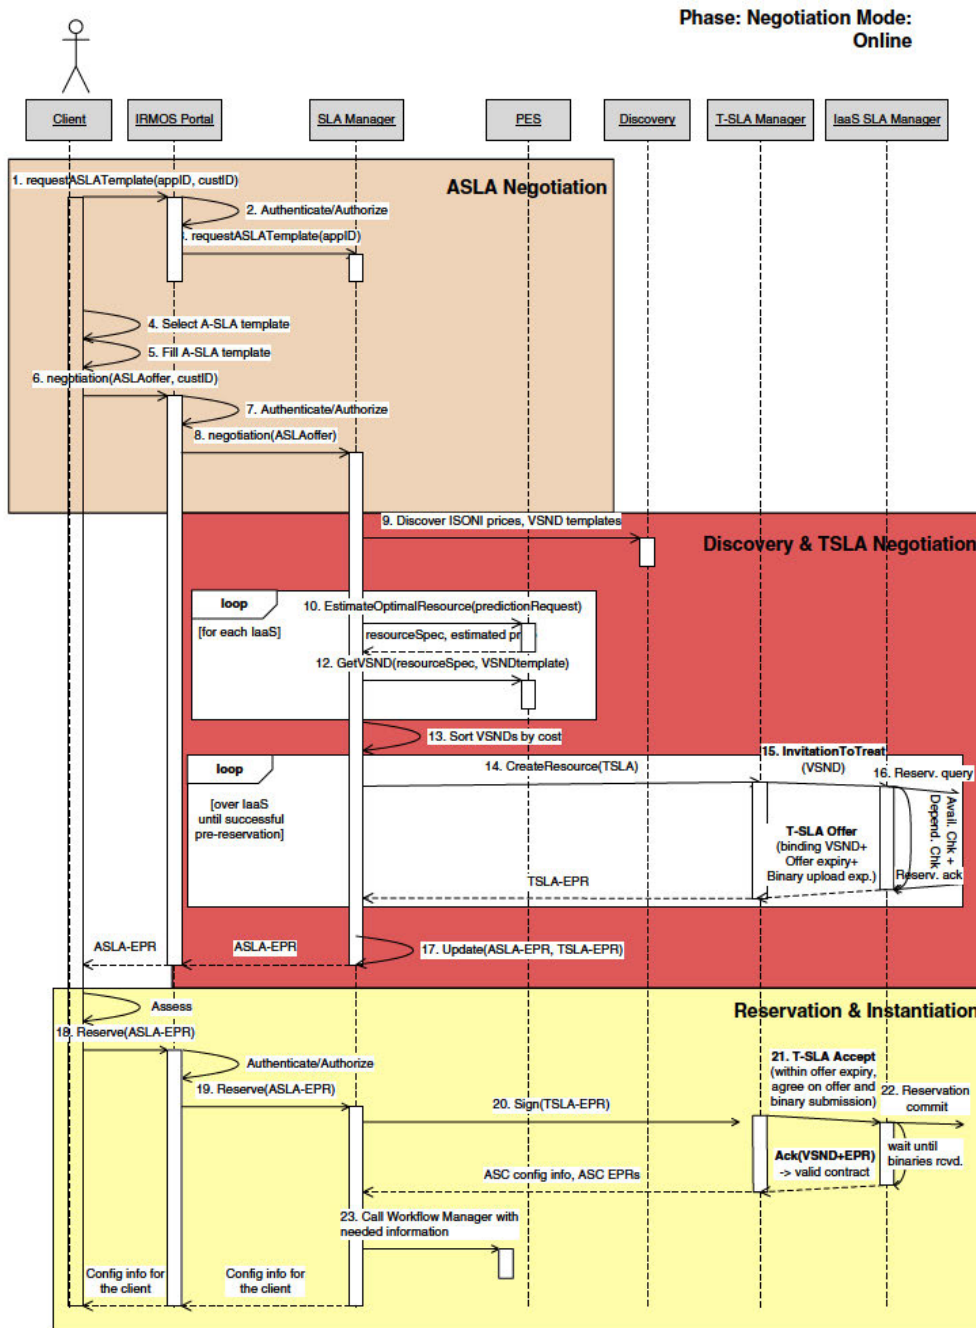 Phase: Negotiation Mode:
Online
Client
IRMOS Portal
SLA Manager
PES
Discovery
T-SLA Manager
IaaS SLA Manager
ASLA Negotiation
1. requestASLATemplate(appID, custID)
2. Authenticate/Authorize
requestASLATemplate(appID)
4. Select A-SLA template
5. Fill A-SLA template
6. negotiation(ASLAoffer, custID)
7. Authenticate/Authorize
8. negotiation(ASLAoffer)
9. Discover ISONI prices, VSND templates
Discovery & TSLA Negotiation
loop
[for each IaaS]
10. EstimateOptimalResource(predictionRequest)
resourceSpec, estimated
12. GetVSND(resourceSpec, VSNDtemplate)
13. Sort VSNDs by cost
loop
[over IaaS
until successful
pre-reservation]
14. CreateResource(TSLA)
15. InvitationToTreat
(VSND)
16. Reserv. query
Avail. Chk +
Depend. Chk
T-SLA Offer
(binding VSND+
Offer expiry+
Binary upload exp.)
Reserv. ack
TSLA-EPR
17. Update(ASLA-EPR, TSLA-EPR)
ASLA-EPR
ASLA-EPR
Reservation & Instantiation
Assess
18. Reserve(ASLA-EPR)
Authenticate/Authorize
19. Reserve(ASLA-EPR)
20. Sign(TSLA-EPR)
21. T-SLA Accept
(within offer expiry,
agree on offer and
binary submission)
22. Reservation
commit
wait until
binaries rcvd.
Ack(VSND+EPR)
-> valid contract
ASC config info, ASC EPRs
23. Call Workflow Manager with
needed information
Config info for
the client
Config info for
the client